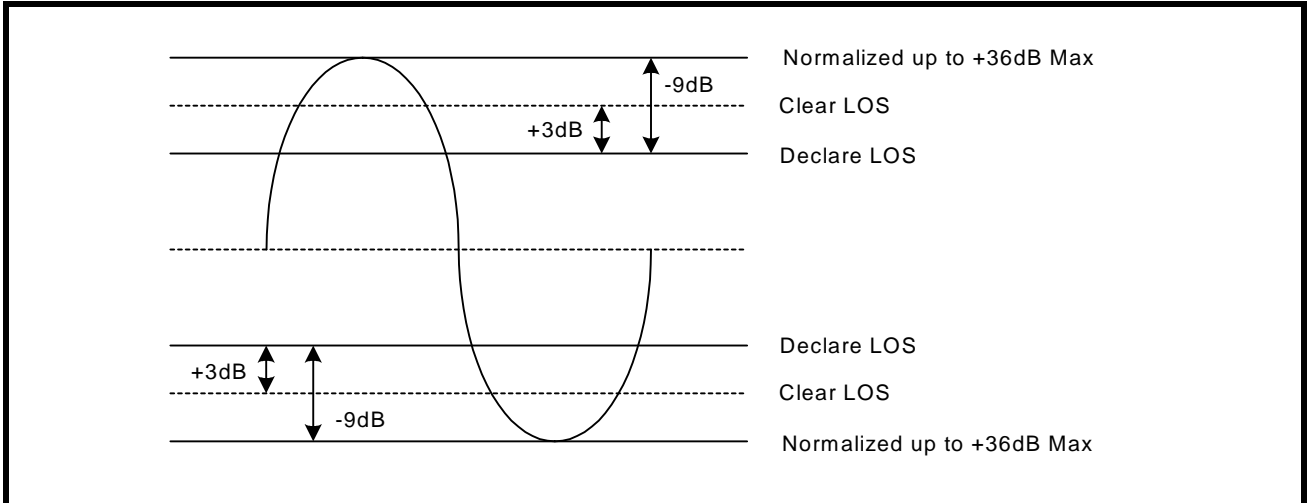 Normalized up to +36dB Max
-9dB
Clear LOS
+3dB
Declare LOS
Declare LOS
+3dB
Clear LOS
-9dB
Normalized up to +36dB Max